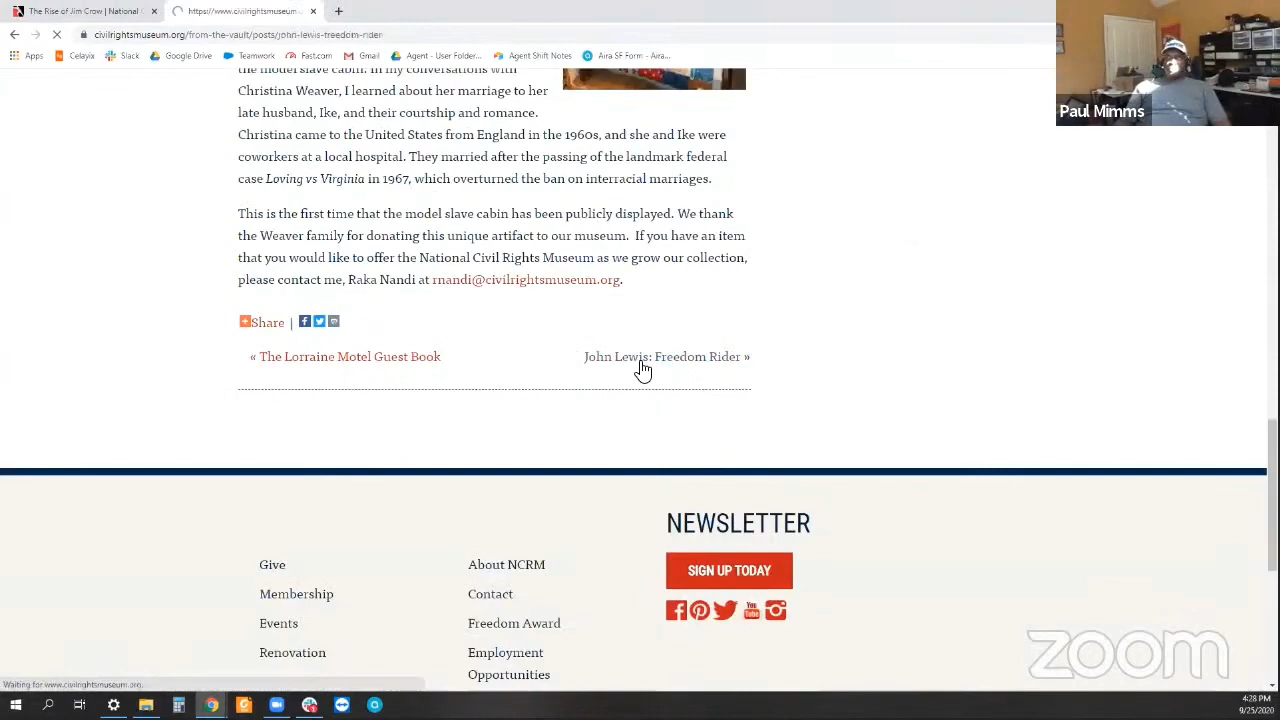 The Rise of Jim Crow | National C
https://www.civilrightsmuseum.o
civilrightsmuseum.org/from-the-vault/posts/john-lewis-freedom-rider
Apps
Celayix
Slack
Google Drive
Teamwork
Fast.com
Gmail
Agent - User Folder...
Agent Shift Notes
Aira SF Form - Aira...
Paul Mimms
the model slave cabin. In my conversations with
Christina Weaver, I learned about her marriage to her
late husband, Ike, and their courtship and romance.
Christina came to the United States from England in the 1960s, and she and Ike were
coworkers at a local hospital. They married after the passing of the landmark federal
case Loving vs Virginia in 1967, which overturned the ban on interracial marriages.
This is the first time that the model slave cabin has been publicly displayed. We thank
the Weaver family for donating this unique artifact to our museum. If you have an item
that you would like to offer the National Civil Rights Museum as we grow our collection,
please contact me, Raka Nandi at rnandi@civilrightsmuseum.org.
Share |
« The Lorraine Motel Guest Book
John Lewis: Freedom Rider »
NEWSLETTER
SIGN UP TODAY
You Tube
Give
Membership
Events
Renovation
About NCRM
Contact
Freedom Award
Employment
Opportunities
zoom
Waiting for www.civilrightsmuseum.org...
4:28 PM
9/25/2020